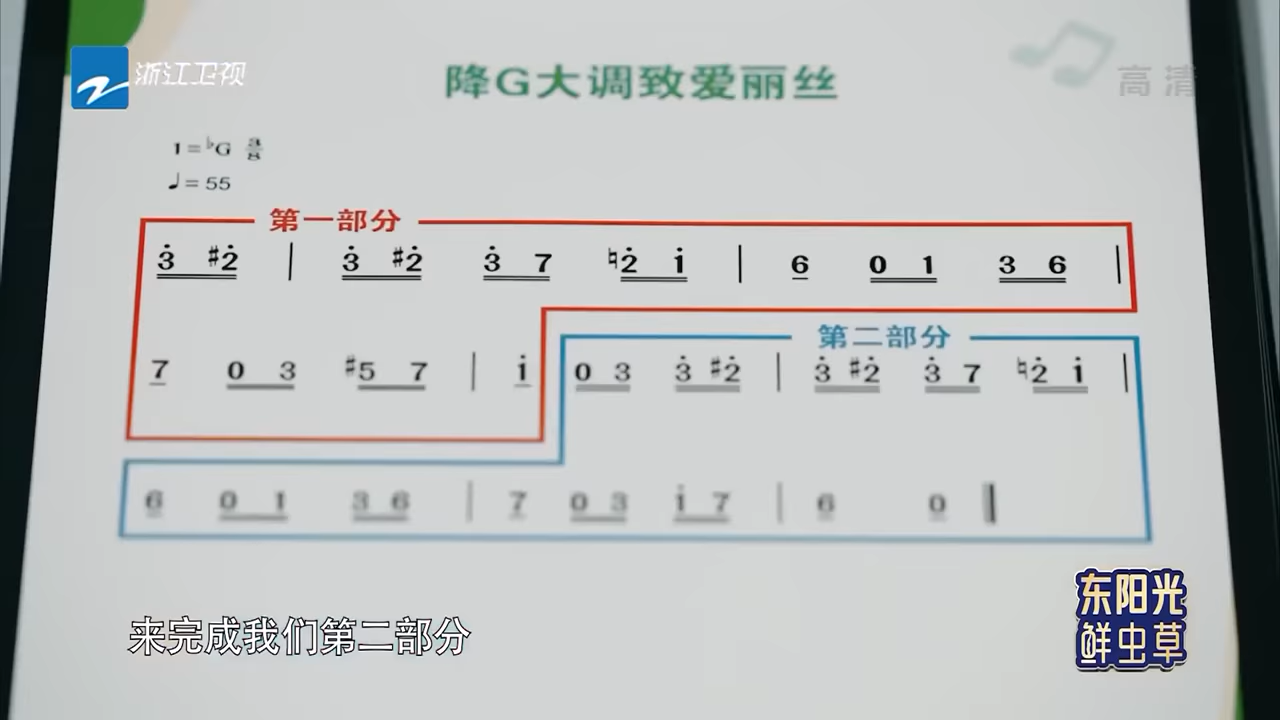 浙江卫视
高清
降G大调致爱丽丝
1=♭G 3/8
♩= 55
第一部分
3̇ #2̇ | 3̇ #2̇ 3̇ 7 ♮2̇ 1̇ | 6 0 1 3 6 |
7 0 3 #5 7 | 1̇
第二部分
0 3 3̇ #2̇ | 3̇ #2̇ 3̇ 7 ♮2̇ 1̇ |
6 0 1 3 6 | 7 0 3 1̇ 7 | 6 0
来完成我们第二部分
东阳光
鲜虫草